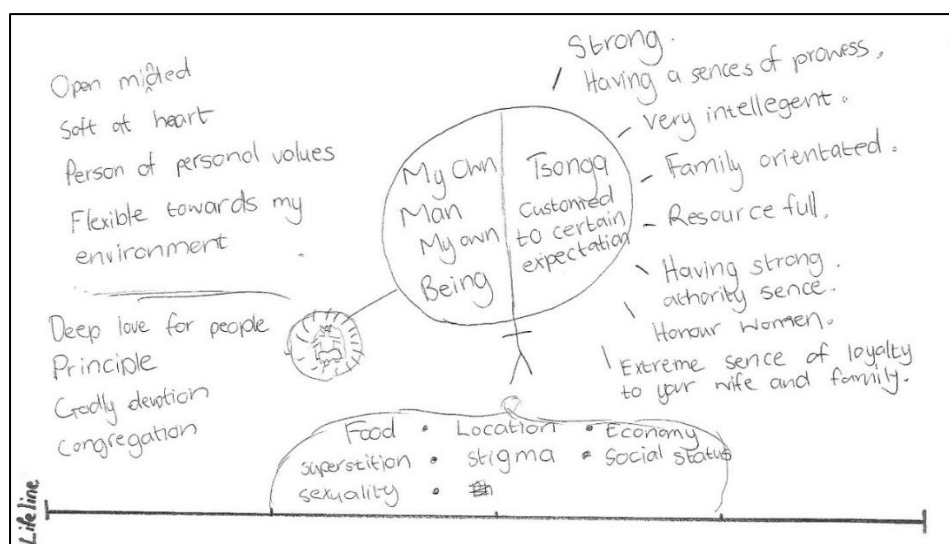 Open minded
Soft at heart
Person of personal values
Flexible towards my
environment
Deep love for people
Principle
Godly devotion
Congregation
My Own
Man
My own
Being
Tsonga
Customed
to certain
expectation
Strong.
Having a sences of prowess.
very intellegent.
Family orientated.
Resource full.
Having strong
authority sence.
Honour Women.
Extreme sence of loyalty
to your wife and family.
Food • Location • Economy
superstition • stigma • Social status
sexuality •
Life line